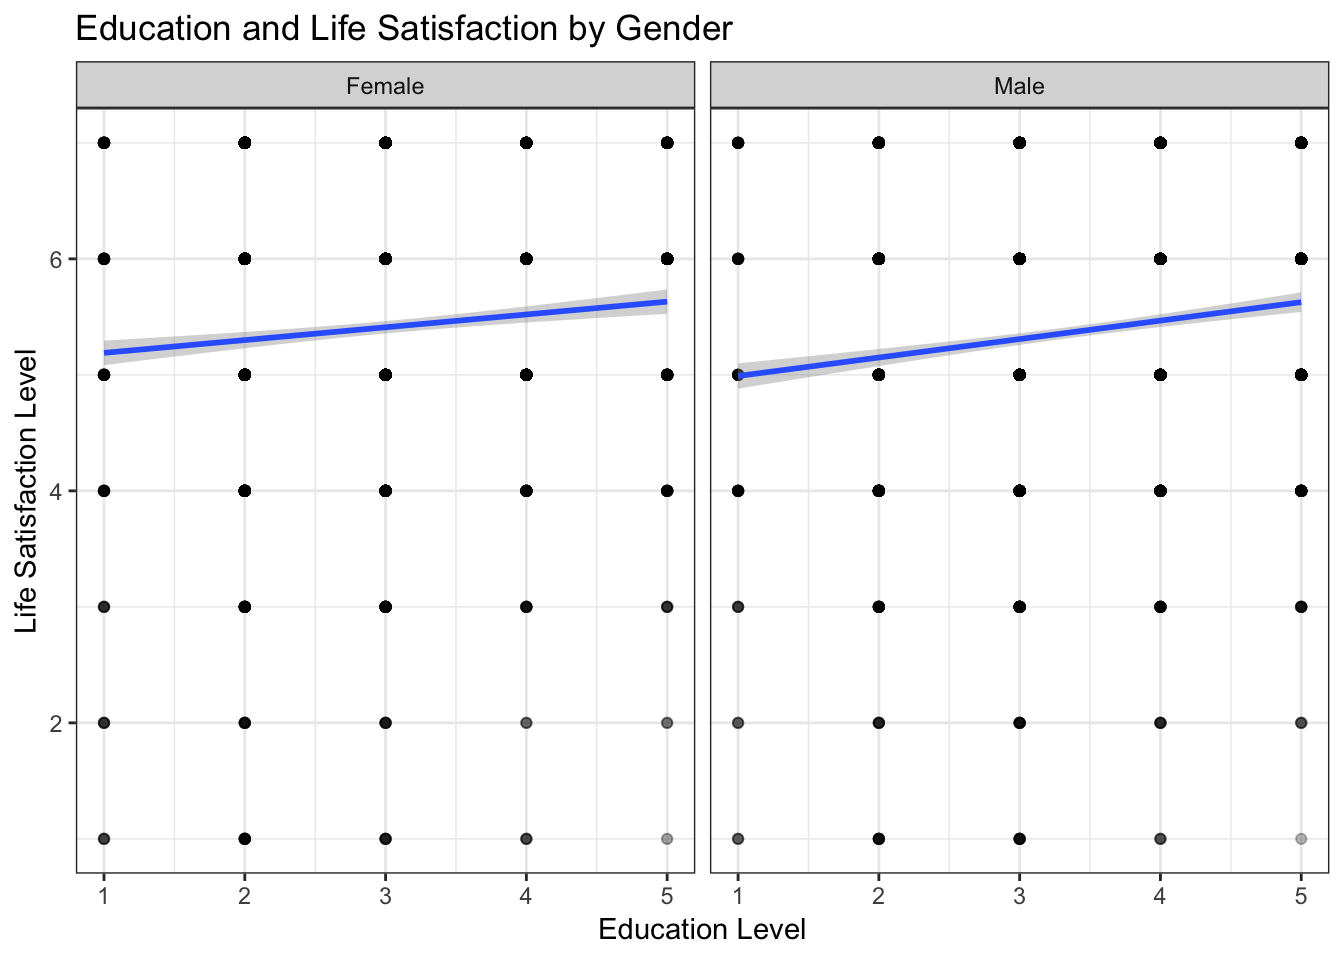 Education and Life Satisfaction by Gender
Female
Male
6
4
2
Life Satisfaction Level
1 2 3 4 5
1 2 3 4 5
Education Level